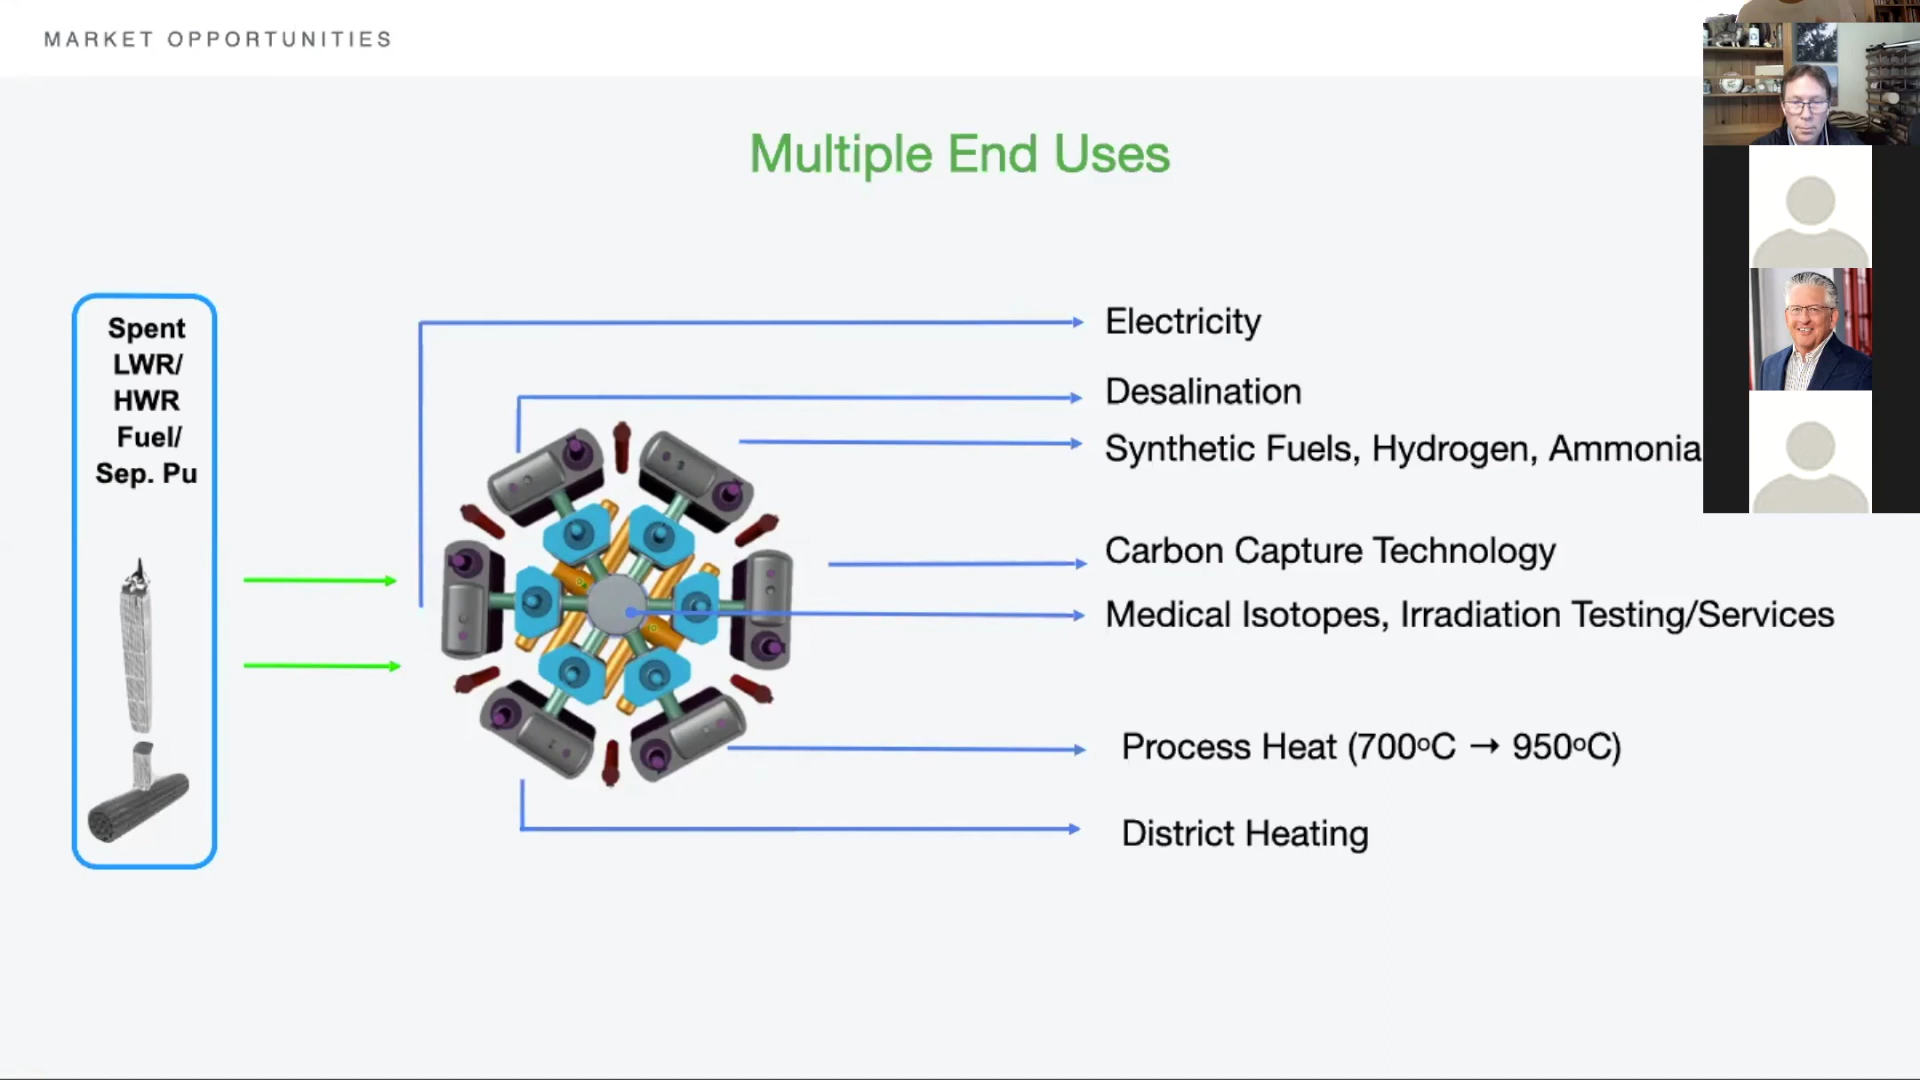 MARKET OPPORTUNITIES
Multiple End Uses
Spent
LWR/
HWR
Fuel/
Sep. Pu
Electricity
Desalination
Synthetic Fuels, Hydrogen, Ammonia
Carbon Capture Technology
Medical Isotopes, Irradiation Testing/Services
Process Heat (700ºC → 950ºC)
District Heating